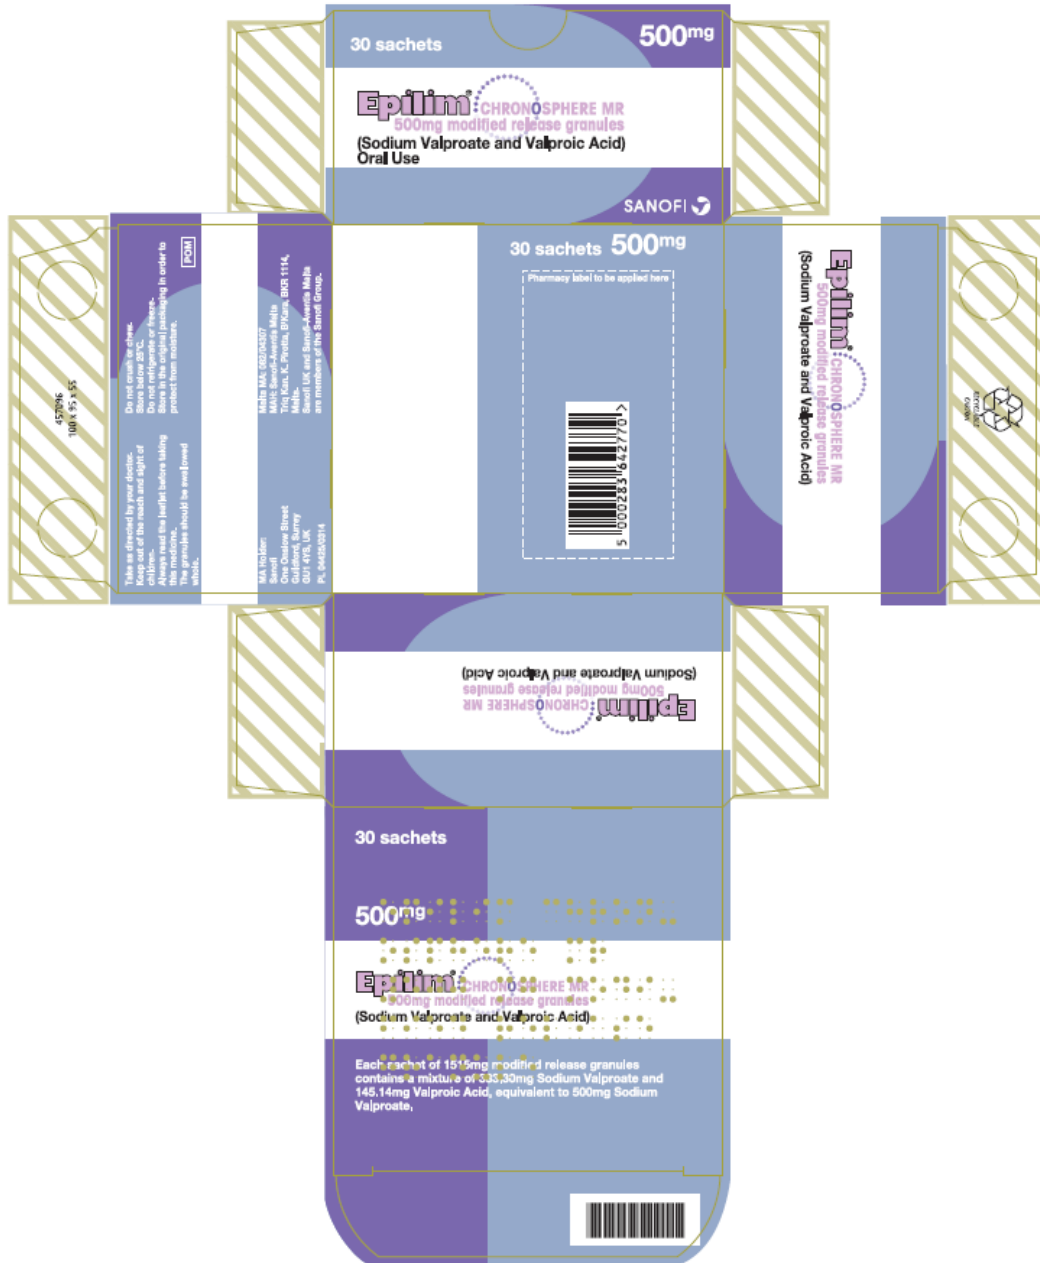 30 sachets
500mg
Epilim® CHRONOSPHERE MR
500mg modified release granules
(Sodium Valproate and Valproic Acid)
Oral Use
SANOFI
Take as directed by your doctor.
Keep out of the reach and sight of
children.
Always read the leaflet before taking
this medicine.
The granules should be swallowed
whole.
Do not crush or chew.
Store below 25°C.
Do not refrigerate or freeze.
Store in the original packaging in order to
protect from moisture.
POM
MA Holder:
Sanofi
One Onslow Street
Guildford, Surrey
GU1 4YS, UK
PL 04425/0314
Malta MA: 082/04307
MAH: Sanofi-Aventis Malta
Triq Kan. K. Pirotta, B'Kara, BKR 1114,
Malta.
Sanofi UK and Sanofi-Aventis Malta
are members of the Sanofi Group.
457096
100 x 95 x 55
30 sachets 500mg
Pharmacy label to be applied here
5 000283 642770 >
Epilim® CHRONOSPHERE MR
500mg modified release granules
(Sodium Valproate and Valproic Acid)
RECYCLABLE
CARTON
Epilim® CHRONOSPHERE MR
500mg modified release granules
(Sodium Valproate and Valproic Acid)
30 sachets
500mg
Epilim® CHRONOSPHERE MR
500mg modified release granules
(Sodium Valproate and Valproic Acid)
Each sachet of 1515mg modified release granules
contains a mixture of 333.30mg Sodium Valproate and
145.14mg Valproic Acid, equivalent to 500mg Sodium
Valproate.